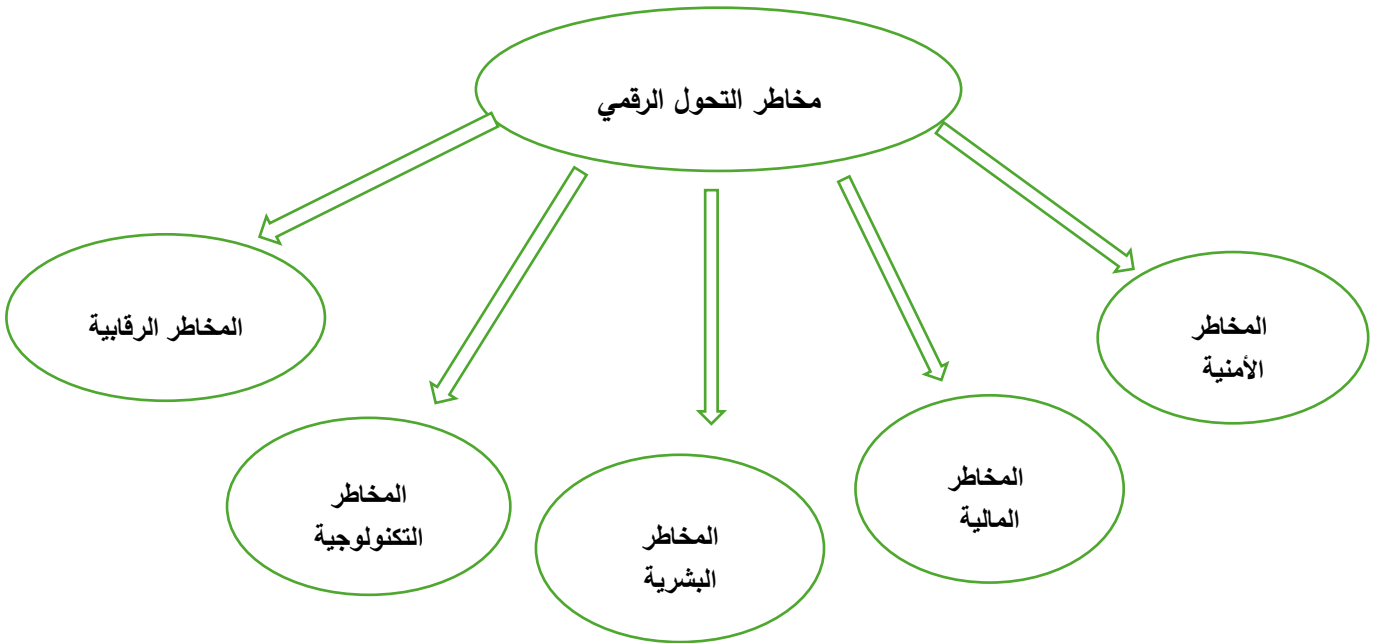 مخاطر التحول الرقمي
المخاطر
الأمنية
المخاطر
المالية
المخاطر
البشرية
المخاطر
التكنولوجية
المخاطر الرقابية